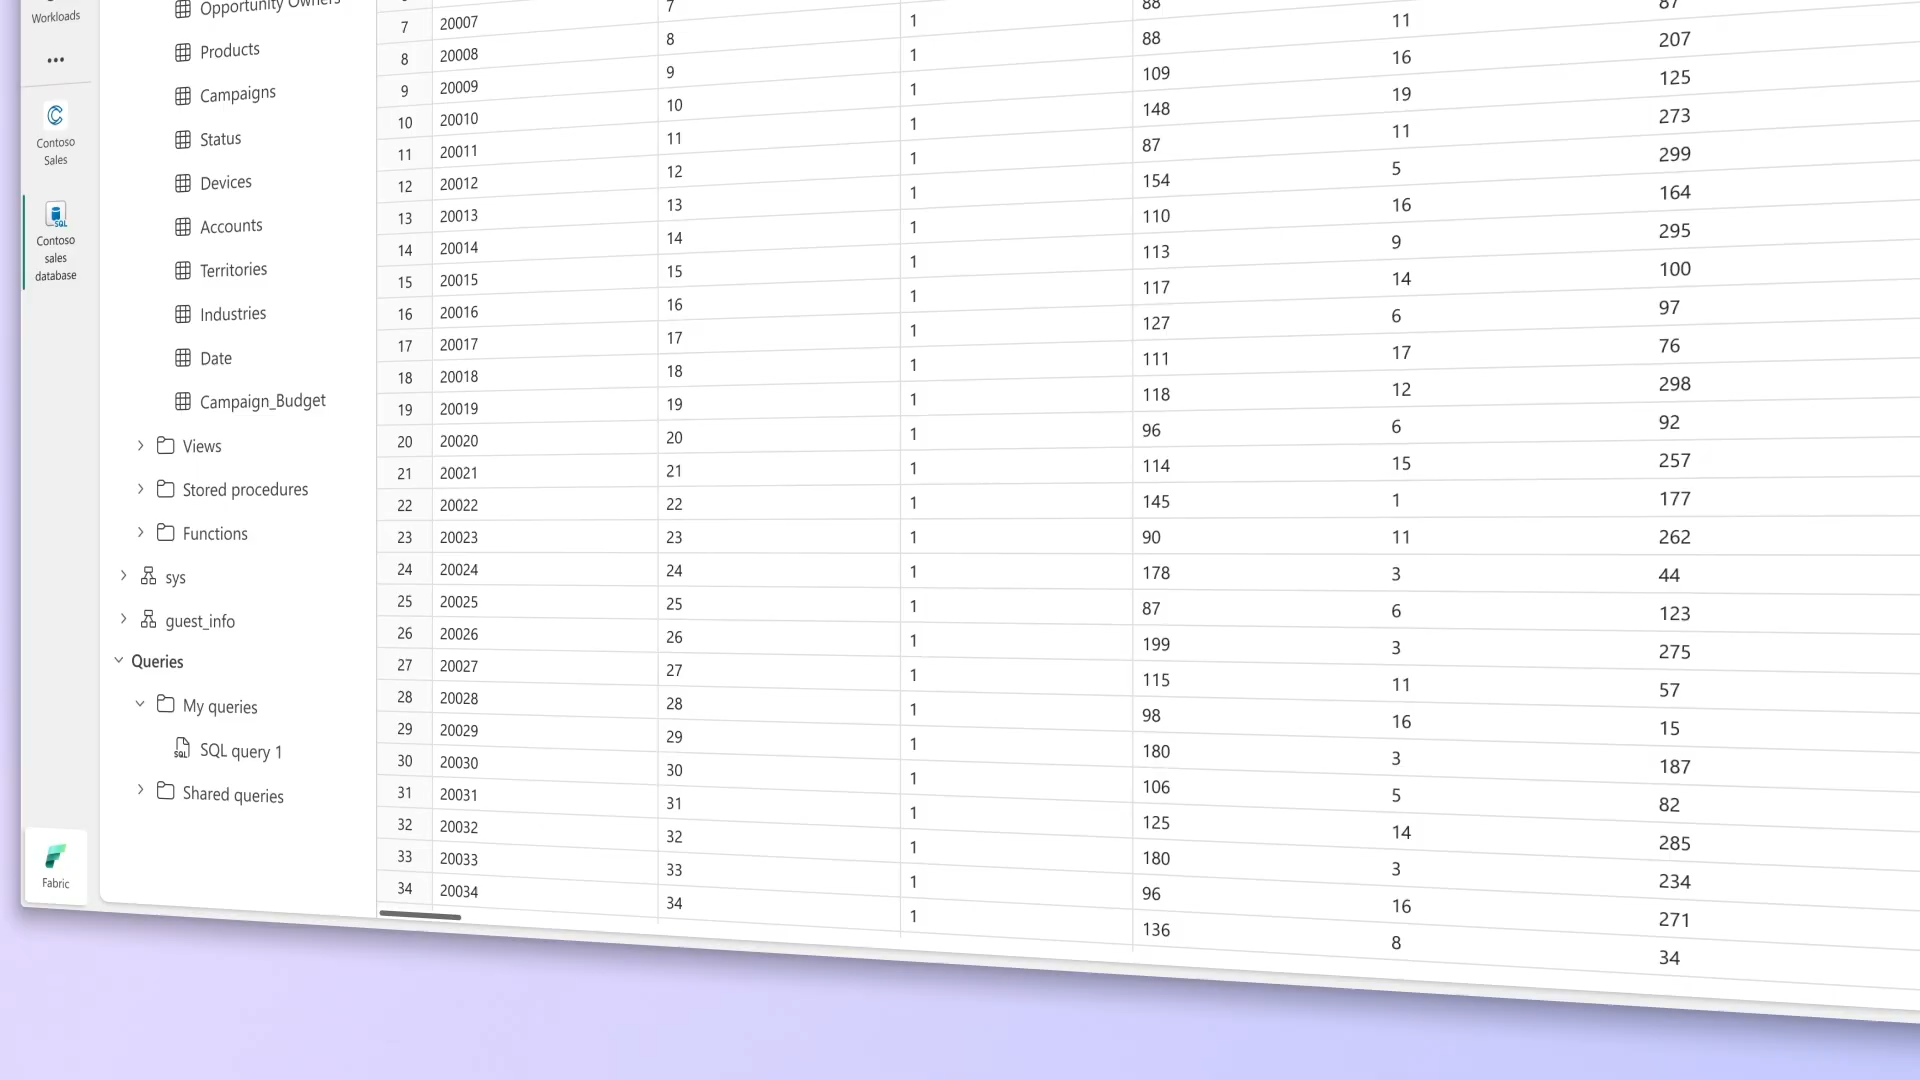 Workloads
Contoso
Sales
Contoso
sales
database
Fabric
Opportunity Owners
Products
Campaigns
Status
Devices
Accounts
Territories
Industries
Date
Campaign_Budget
Views
Stored procedures
Functions
sys
guest_info
Queries
My queries
SQL query 1
Shared queries
7 20007 7
8 20008 8 1 88
9 20009 9 1 88 11 87
10 20010 10 1 109 16 207
11 20011 11 1 148 19 125
12 20012 12 1 87 11 273
13 20013 13 1 154 5 299
14 20014 14 1 110 16 164
15 20015 15 1 113 9 295
16 20016 16 1 117 14 100
17 20017 17 1 127 6 97
18 20018 18 1 111 17 76
19 20019 19 1 118 12 298
20 20020 20 1 96 6 92
21 20021 21 1 114 15 257
22 20022 22 1 145 1 177
23 20023 23 1 90 11 262
24 20024 24 1 178 3 44
25 20025 25 1 87 6 123
26 20026 26 1 199 3 275
27 20027 27 1 115 11 57
28 20028 28 1 98 16 15
29 20029 29 1 180 3 187
30 20030 30 1 106 5 82
31 20031 31 1 125 14 285
32 20032 32 1 180 3 234
33 20033 33 1 96 16 271
34 20034 34 1 136 8 34